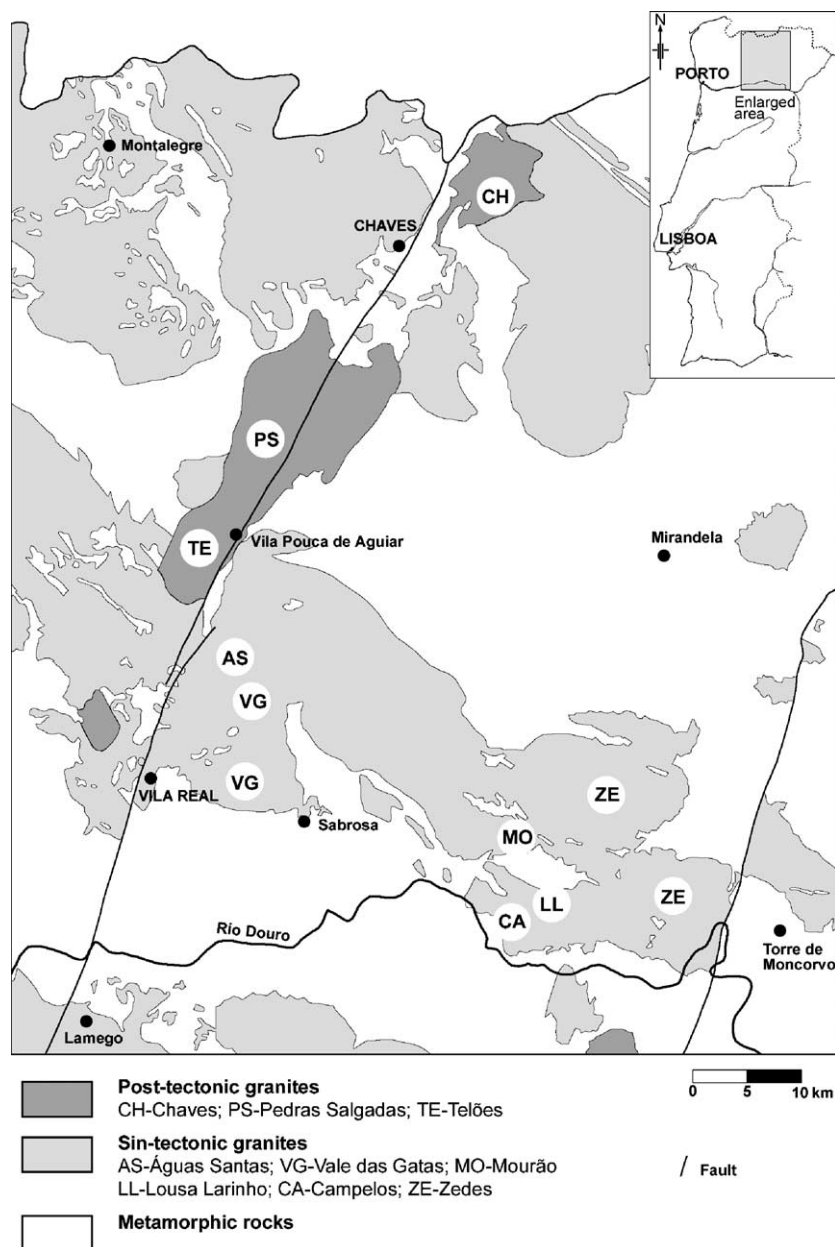 N
PORTO
Enlarged
area
LISBOA
Montalegre
CH
CHAVES
PS
TE
Vila Pouca de Aguiar
Mirandela
AS
VG
VG
VILA REAL
Sabrosa
ZE
MO
ZE
LL
CA
Rio Douro
Torre de
Moncorvo
Lamego
Post-tectonic granites
CH-Chaves; PS-Pedras Salgadas; TE-Telões
0 5 10 km
Sin-tectonic granites
AS-Águas Santas; VG-Vale das Gatas; MO-Mourão
LL-Lousa Larinho; CA-Campelos; ZE-Zedes
Fault
Metamorphic rocks